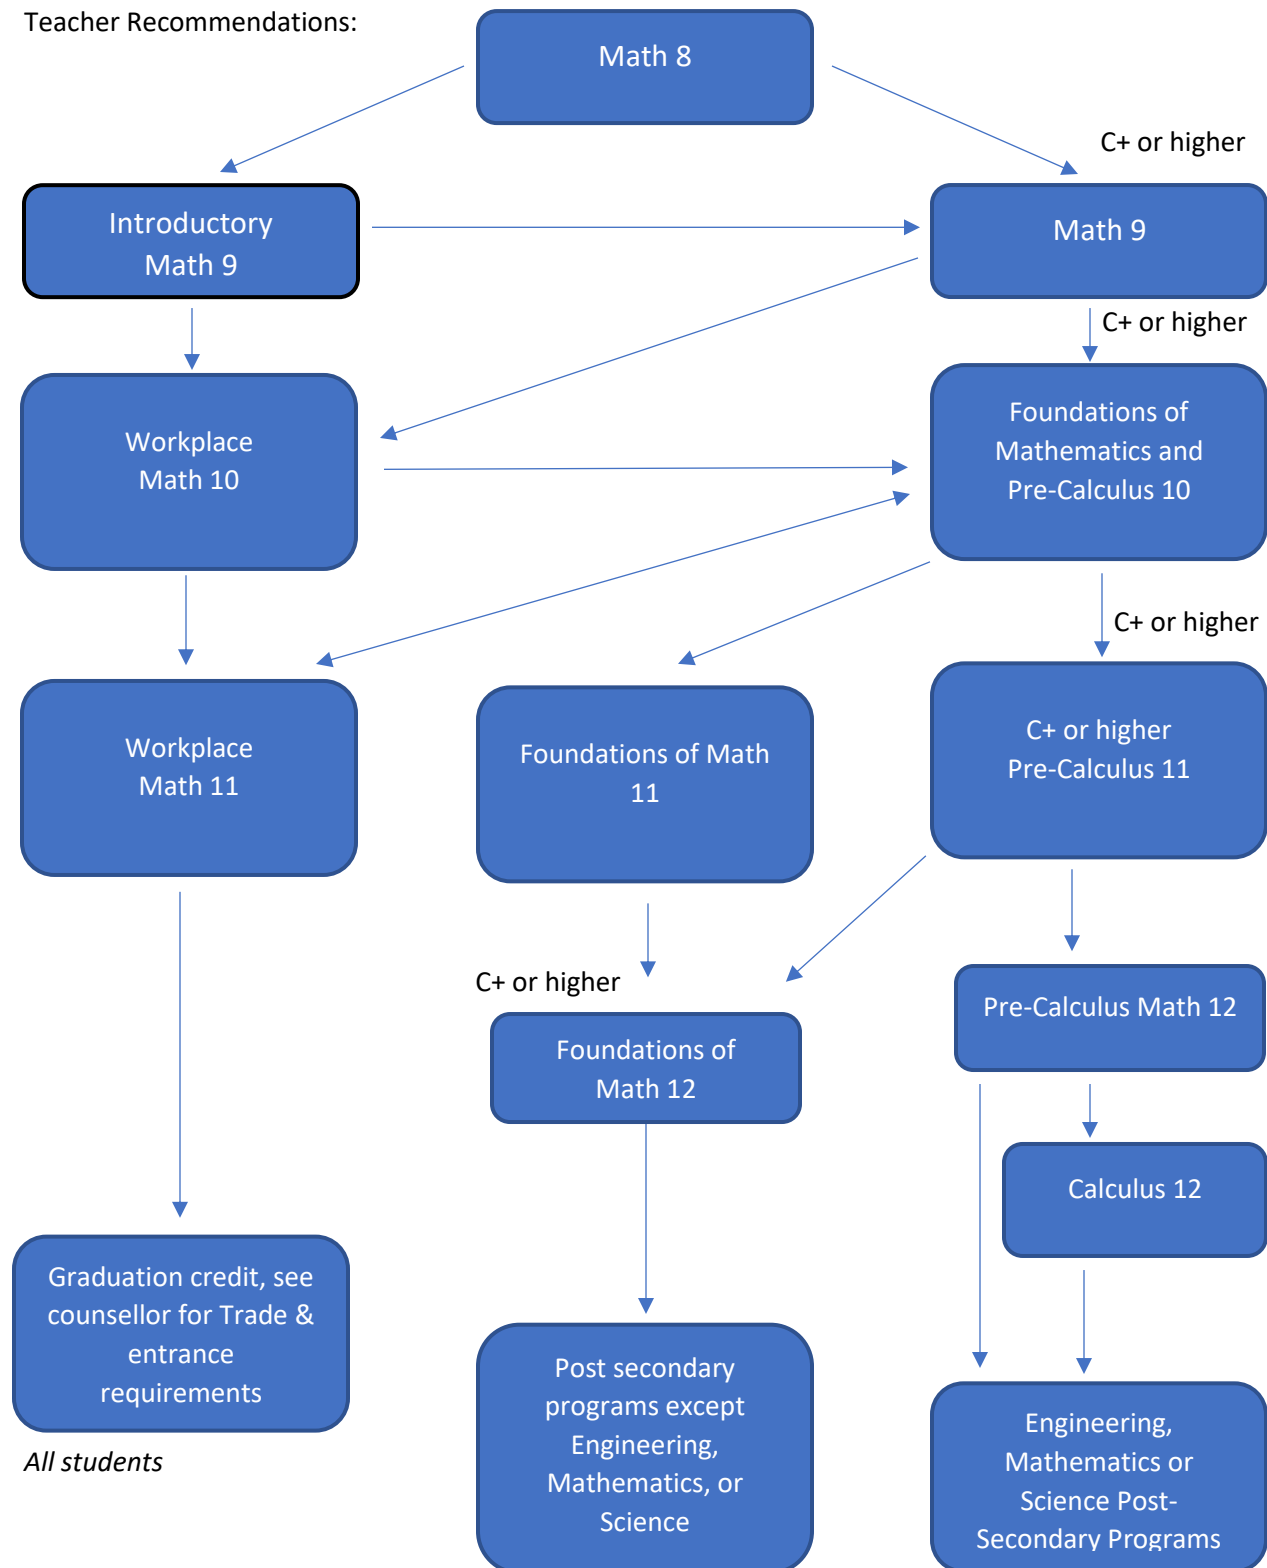 Teacher Recommendations:
Math 8
C+ or higher
Introductory
Math 9
Math 9
C+ or higher
Workplace
Math 10
Foundations of
Mathematics and
Pre-Calculus 10
C+ or higher
Workplace
Math 11
Foundations of Math
11
C+ or higher
Pre-Calculus 11
C+ or higher
Foundations of
Math 12
Pre-Calculus Math 12
Calculus 12
Graduation credit, see
counsellor for Trade &
entrance
requirements
All students
Post secondary
programs except
Engineering,
Mathematics, or
Science
Engineering,
Mathematics or
Science Post-
Secondary Programs